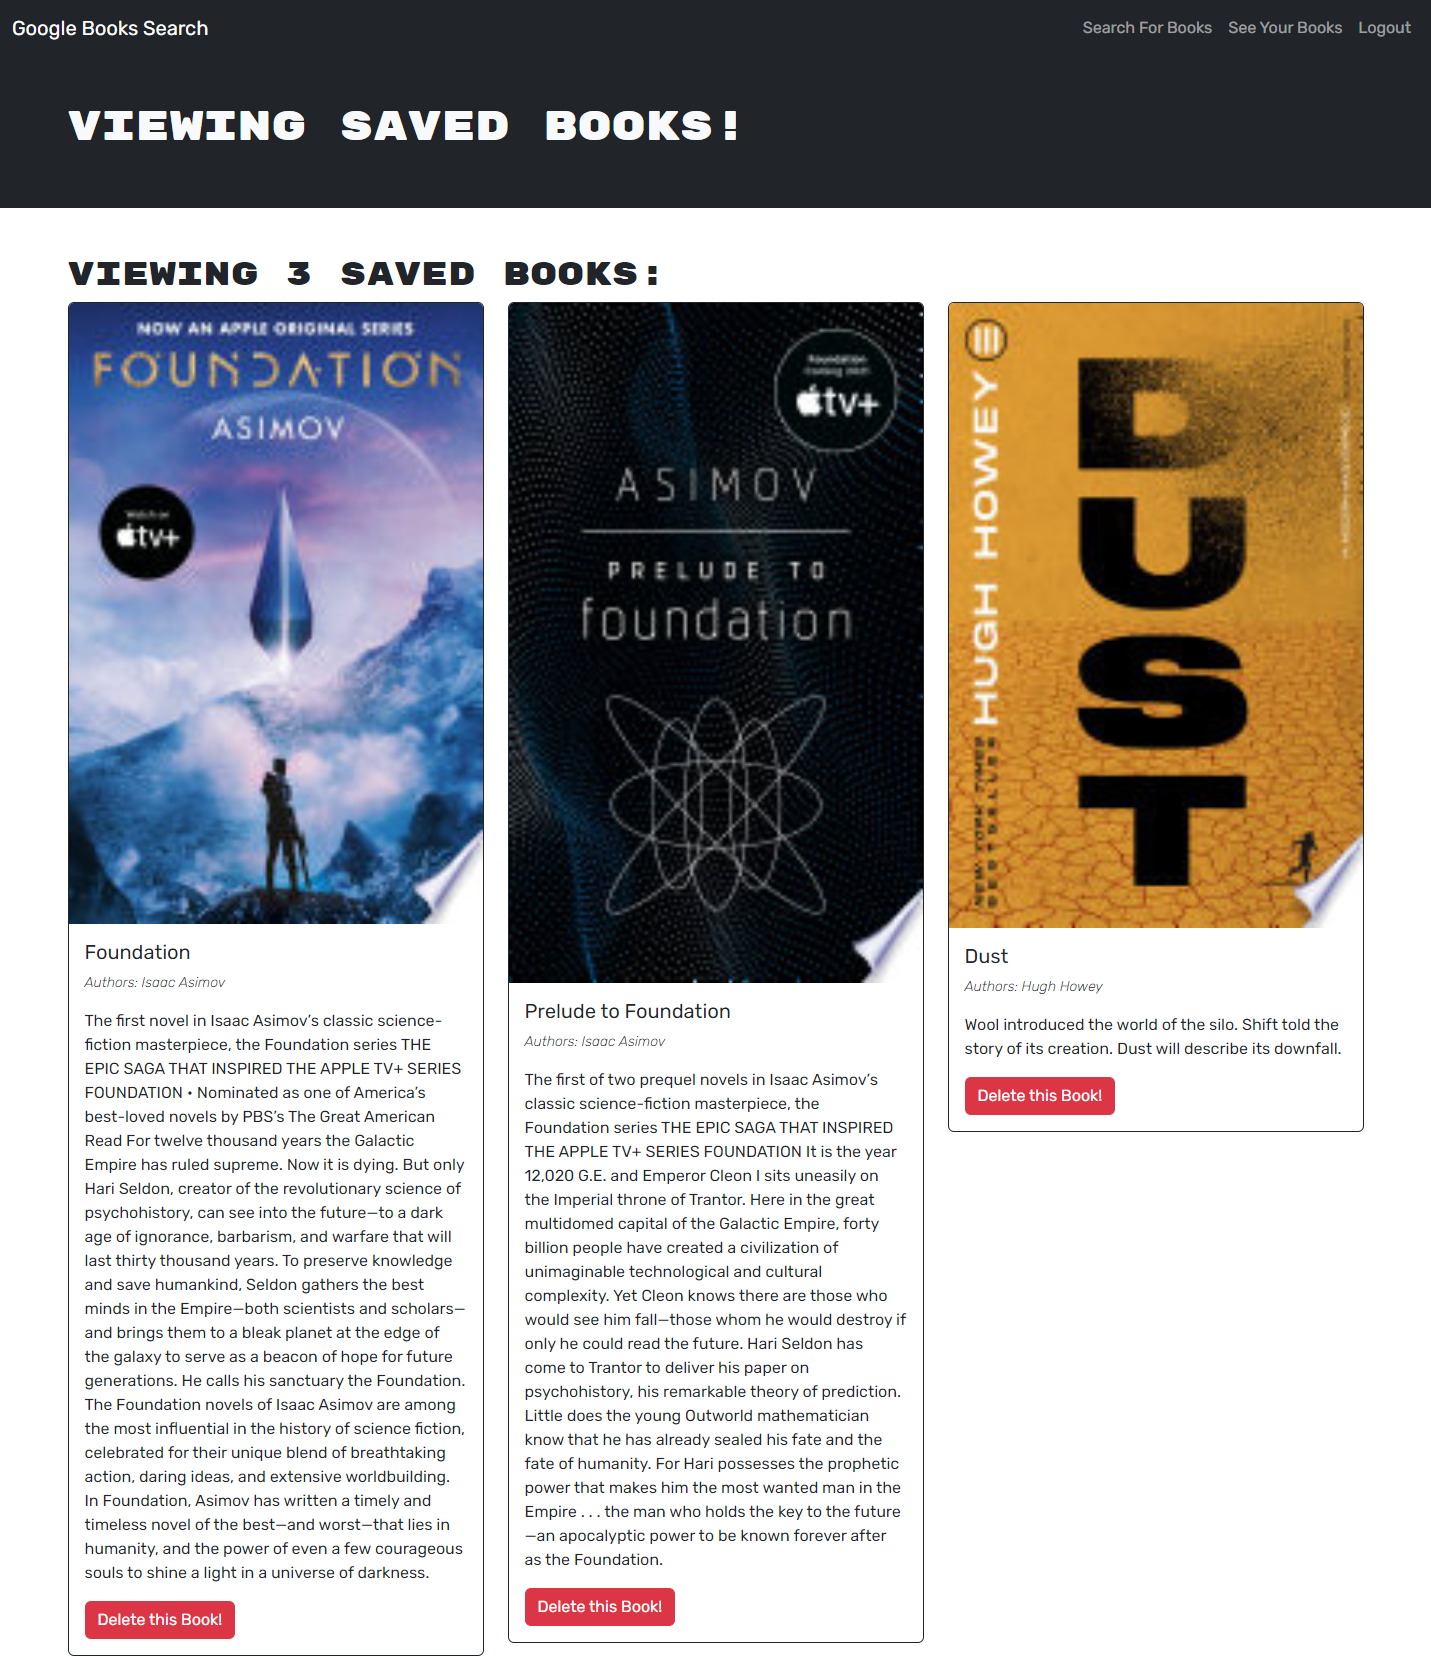 Google Books Search
Search For Books
See Your Books
Logout
VIEWING SAVED BOOKS!
VIEWING 3 SAVED BOOKS:
NOW AN APPLE ORIGINAL SERIES
FOUNDATION
ASIMOV
Watch on
tv+
Foundation
Authors: Isaac Asimov
The first novel in Isaac Asimov’s classic science-
fiction masterpiece, the Foundation series THE
EPIC SAGA THAT INSPIRED THE APPLE TV+ SERIES
FOUNDATION • Nominated as one of America’s
best-loved novels by PBS’s The Great American
Read For twelve thousand years the Galactic
Empire has ruled supreme. Now it is dying. But only
Hari Seldon, creator of the revolutionary science of
psychohistory, can see into the future—to a dark
age of ignorance, barbarism, and warfare that will
last thirty thousand years. To preserve knowledge
and save humankind, Seldon gathers the best
minds in the Empire—both scientists and scholars—
and brings them to a bleak planet at the edge of
the galaxy to serve as a beacon of hope for future
generations. He calls his sanctuary the Foundation.
The Foundation novels of Isaac Asimov are among
the most influential in the history of science fiction,
celebrated for their unique blend of breathtaking
action, daring ideas, and extensive worldbuilding.
In Foundation, Asimov has written a timely and
timeless novel of the best—and worst—that lies in
humanity, and the power of even a few courageous
souls to shine a light in a universe of darkness.
Delete this Book!
Foundation
Coming 2021
tv+
ASIMOV
PRELUDE TO
foundation
Prelude to Foundation
Authors: Isaac Asimov
The first of two prequel novels in Isaac Asimov’s
classic science-fiction masterpiece, the
Foundation series THE EPIC SAGA THAT INSPIRED
THE APPLE TV+ SERIES FOUNDATION It is the year
12,020 G.E. and Emperor Cleon I sits uneasily on
the Imperial throne of Trantor. Here in the great
multidomed capital of the Galactic Empire, forty
billion people have created a civilization of
unimaginable technological and cultural
complexity. Yet Cleon knows there are those who
would see him fall—those whom he would destroy if
only he could read the future. Hari Seldon has
come to Trantor to deliver his paper on
psychohistory, his remarkable theory of prediction.
Little does the young Outworld mathematician
know that he has already sealed his fate and the
fate of humanity. For Hari possesses the prophetic
power that makes him the most wanted man in the
Empire . . . the man who holds the key to the future
—an apocalyptic power to be known forever after
as the Foundation.
Delete this Book!
NEW YORK TIMES
BESTSELLER
HUGH HOWEY
DUST
Dust
Authors: Hugh Howey
Wool introduced the world of the silo. Shift told the
story of its creation. Dust will describe its downfall.
Delete this Book!